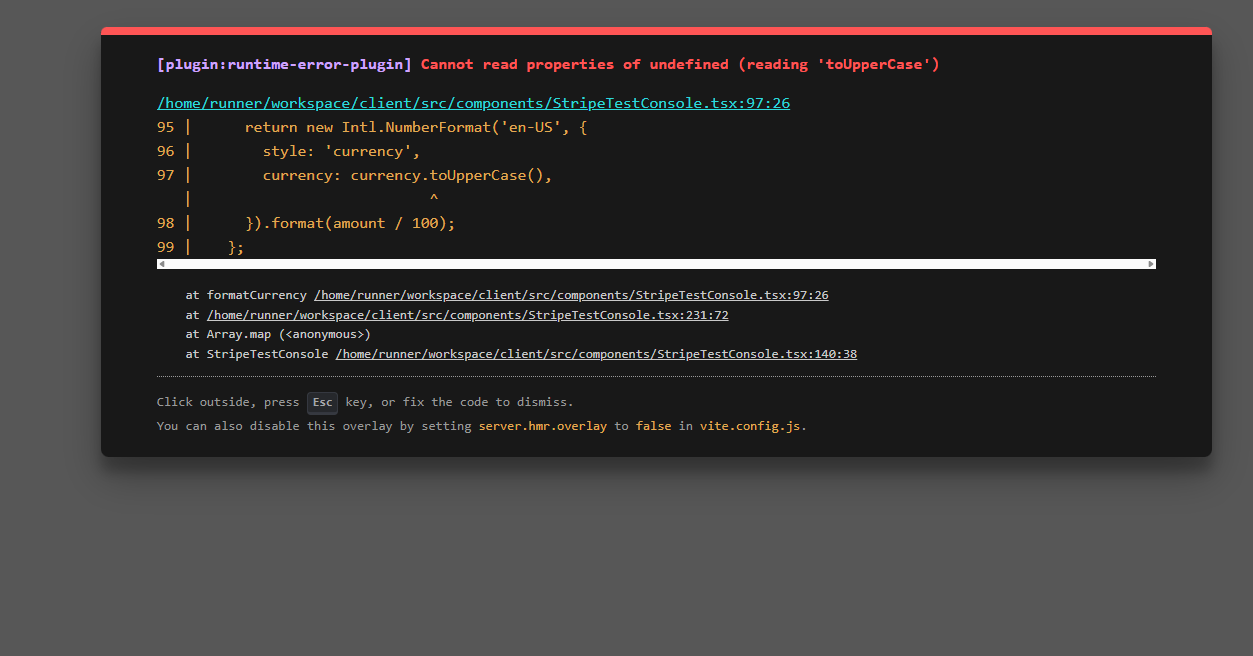 [plugin:runtime-error-plugin] Cannot read properties of undefined (reading 'toUpperCase')
/home/runner/workspace/client/src/components/StripeTestConsole.tsx:97:26
95 |      return new Intl.NumberFormat('en-US', {
96 |        style: 'currency',
97 |        currency: currency.toUpperCase(),
   |                           ^
98 |      }).format(amount / 100);
99 |    };
at formatCurrency /home/runner/workspace/client/src/components/StripeTestConsole.tsx:97:26
at /home/runner/workspace/client/src/components/StripeTestConsole.tsx:231:72
at Array.map (<anonymous>)
at StripeTestConsole /home/runner/workspace/client/src/components/StripeTestConsole.tsx:140:38
Click outside, press Esc key, or fix the code to dismiss.
You can also disable this overlay by setting server.hmr.overlay to false in vite.config.js.